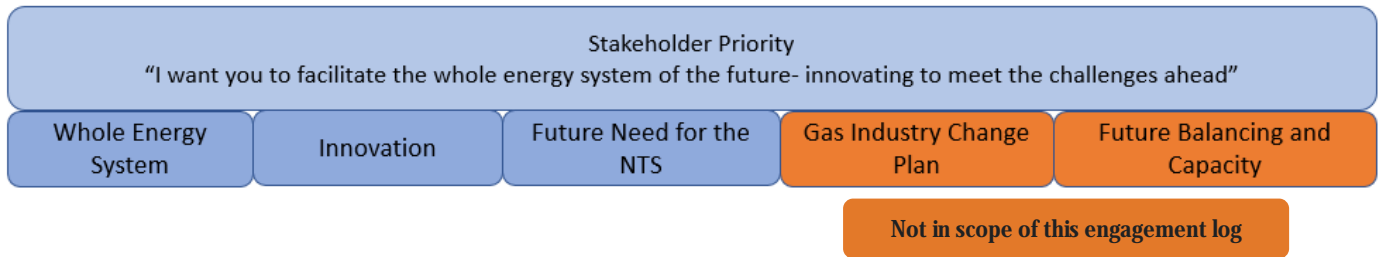 Stakeholder Priority
“I want you to facilitate the whole energy system of the future- innovating to meet the challenges ahead”
Whole Energy
System
Innovation
Future Need for the
NTS
Gas Industry Change
Plan
Future Balancing and
Capacity
Not in scope of this engagement log